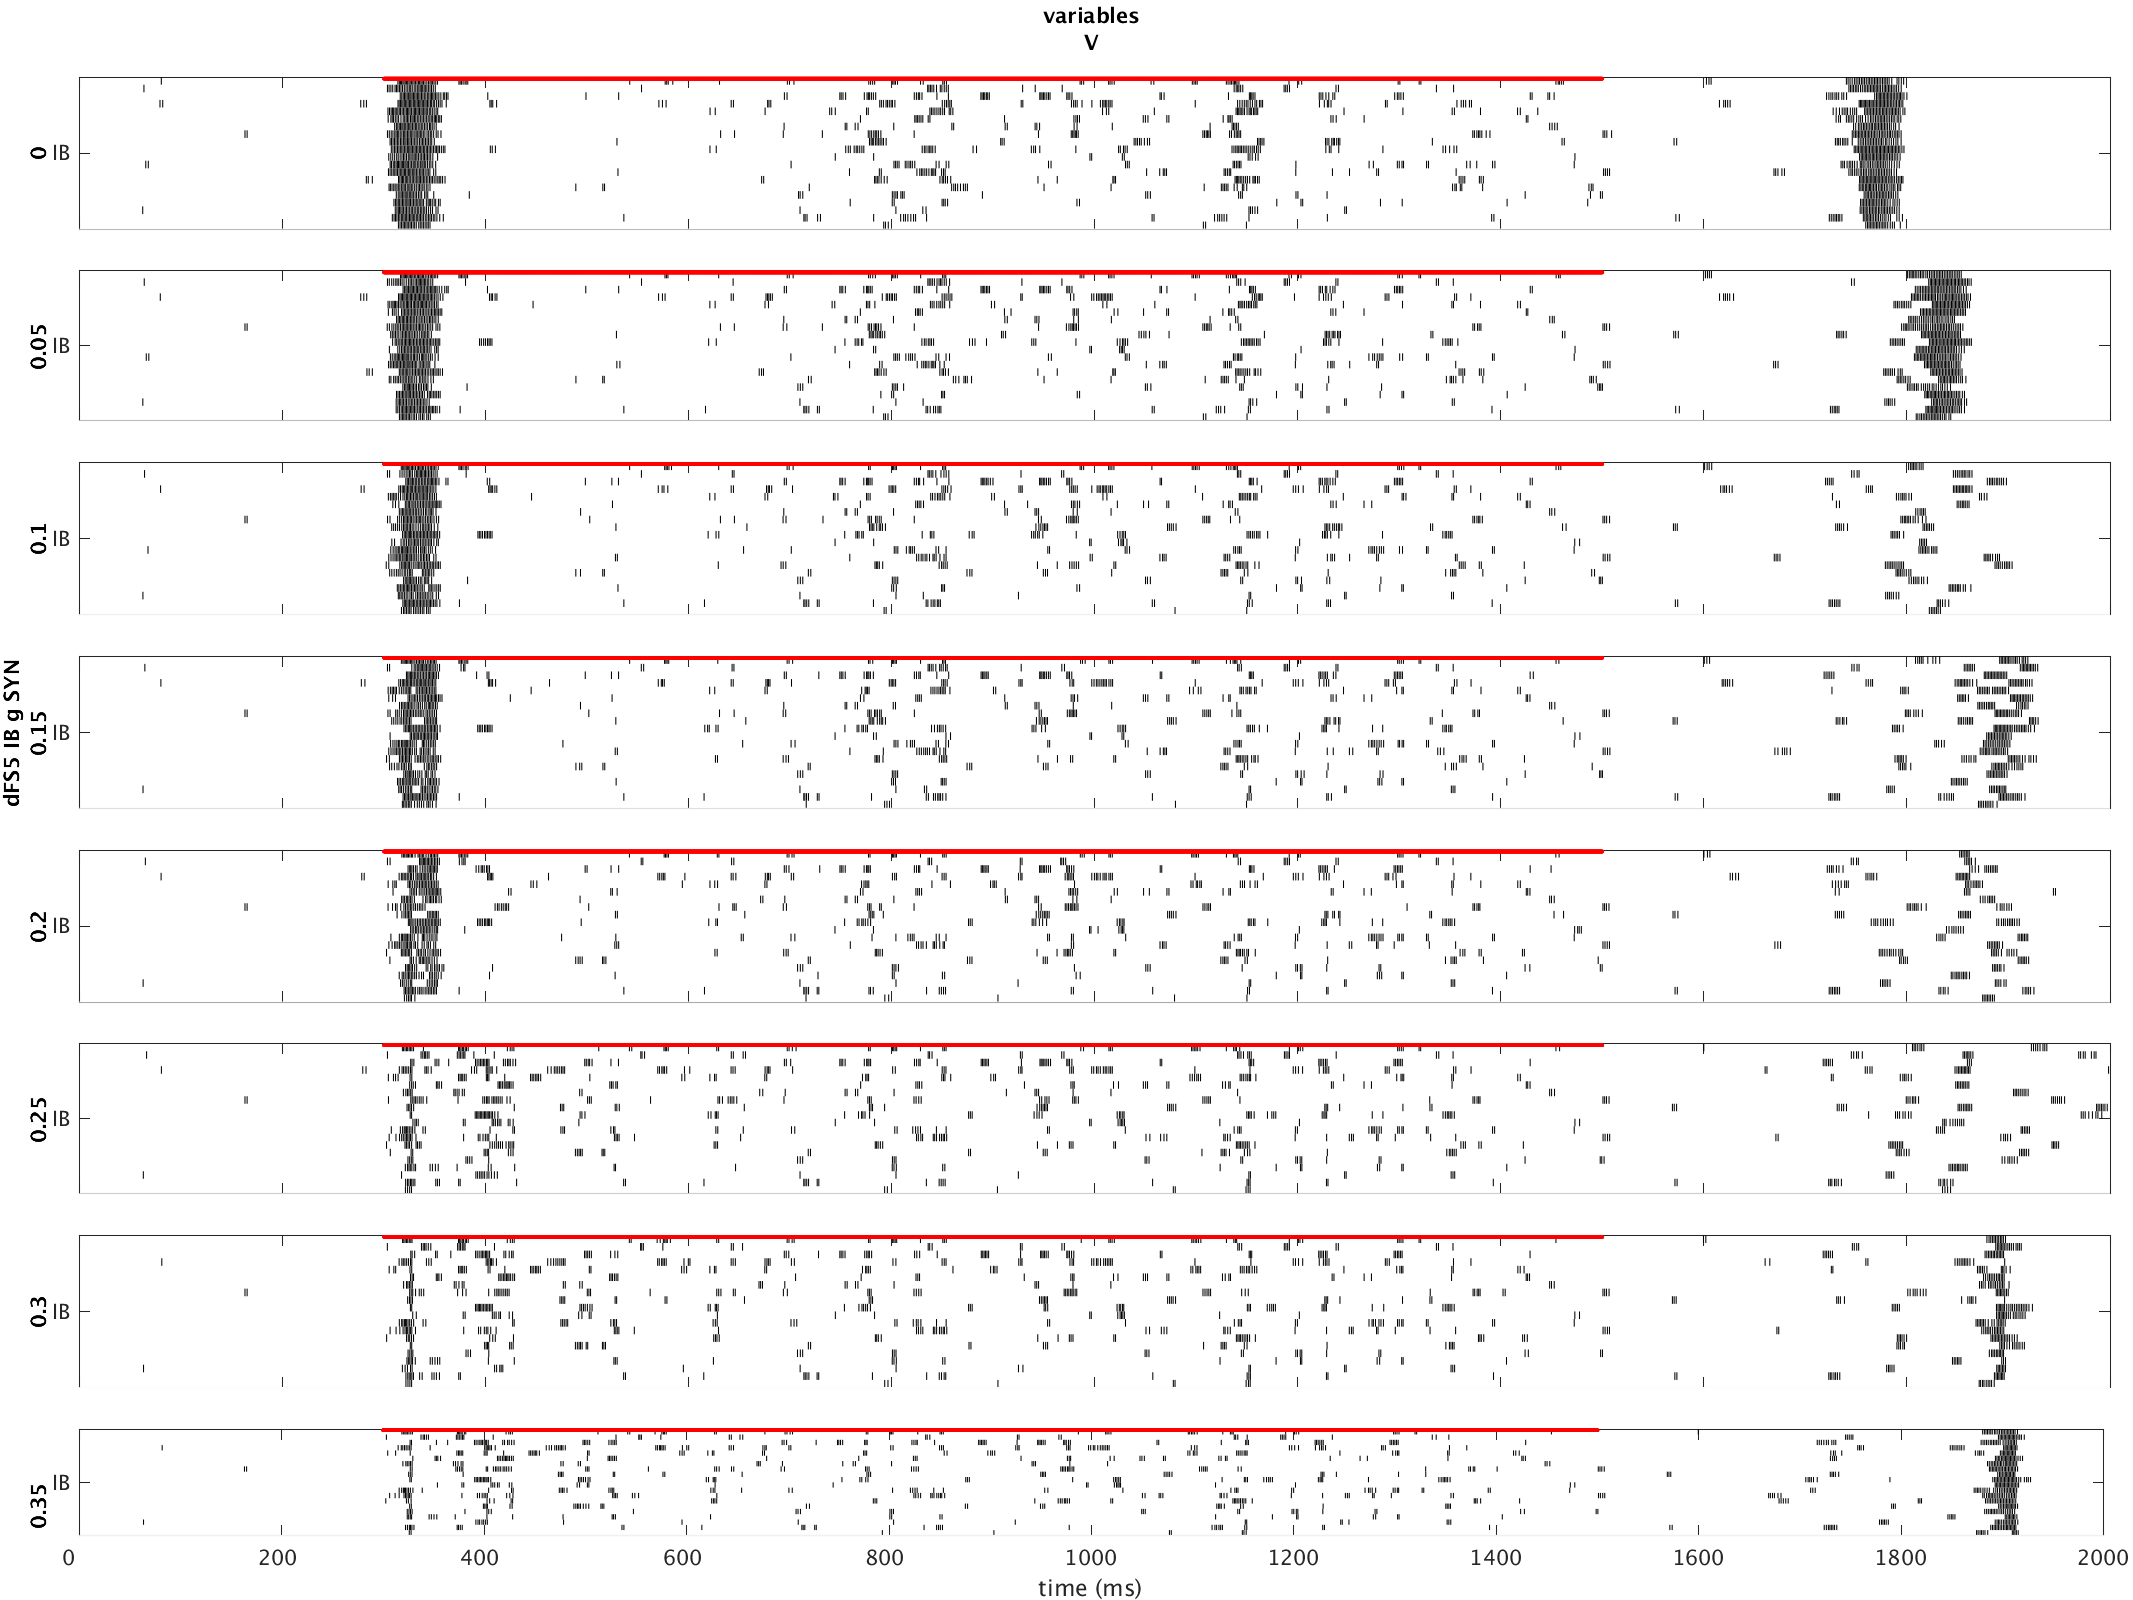 variables
V
dFS5 IB g SYN
0 IB
0.05 IB
0.1 IB
0.15 IB
0.2 IB
0.25 IB
0.3 IB
0.35 IB
0 200 400 600 800 1000 1200 1400 1600 1800 2000
time (ms)